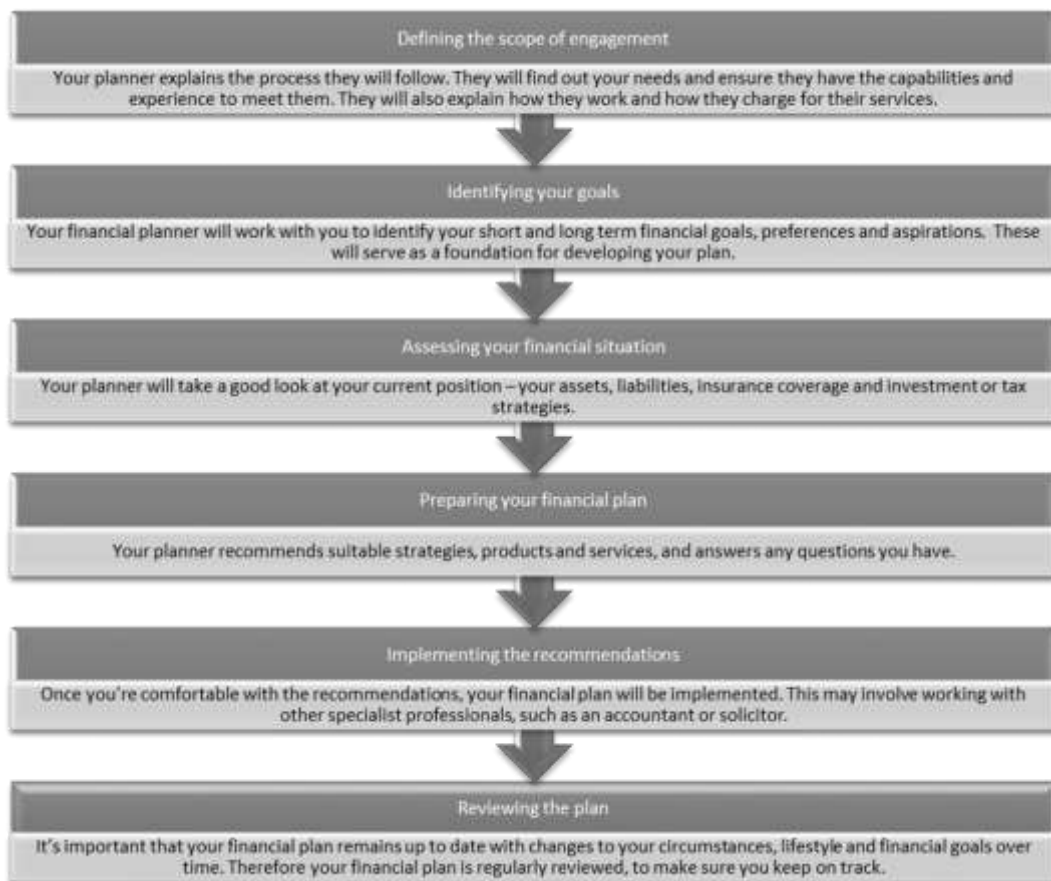 Defining the scope of engagement
Your planner explains the process they will follow. They will find out your needs and ensure they have the capabilities and
experience to meet them. They will also explain how they work and how they charge for their services.
Identifying your goals
Your financial planner will work with you to identify your short and long term financial goals, preferences and aspirations. These
will serve as a foundation for developing your plan.
Assessing your financial situation
Your planner will take a good look at your current position – your assets, liabilities, insurance coverage and investment or tax
strategies.
Preparing your financial plan
Your planner recommends suitable strategies, products and services, and answers any questions you have.
Implementing the recommendations
Once you're comfortable with the recommendations, your financial plan will be implemented. This may involve working with
other specialist professionals, such as an accountant or solicitor.
Reviewing the plan
It's important that your financial plan remains up to date with changes to your circumstances, lifestyle and financial goals over
time. Therefore your financial plan is regularly reviewed, to make sure you keep on track.